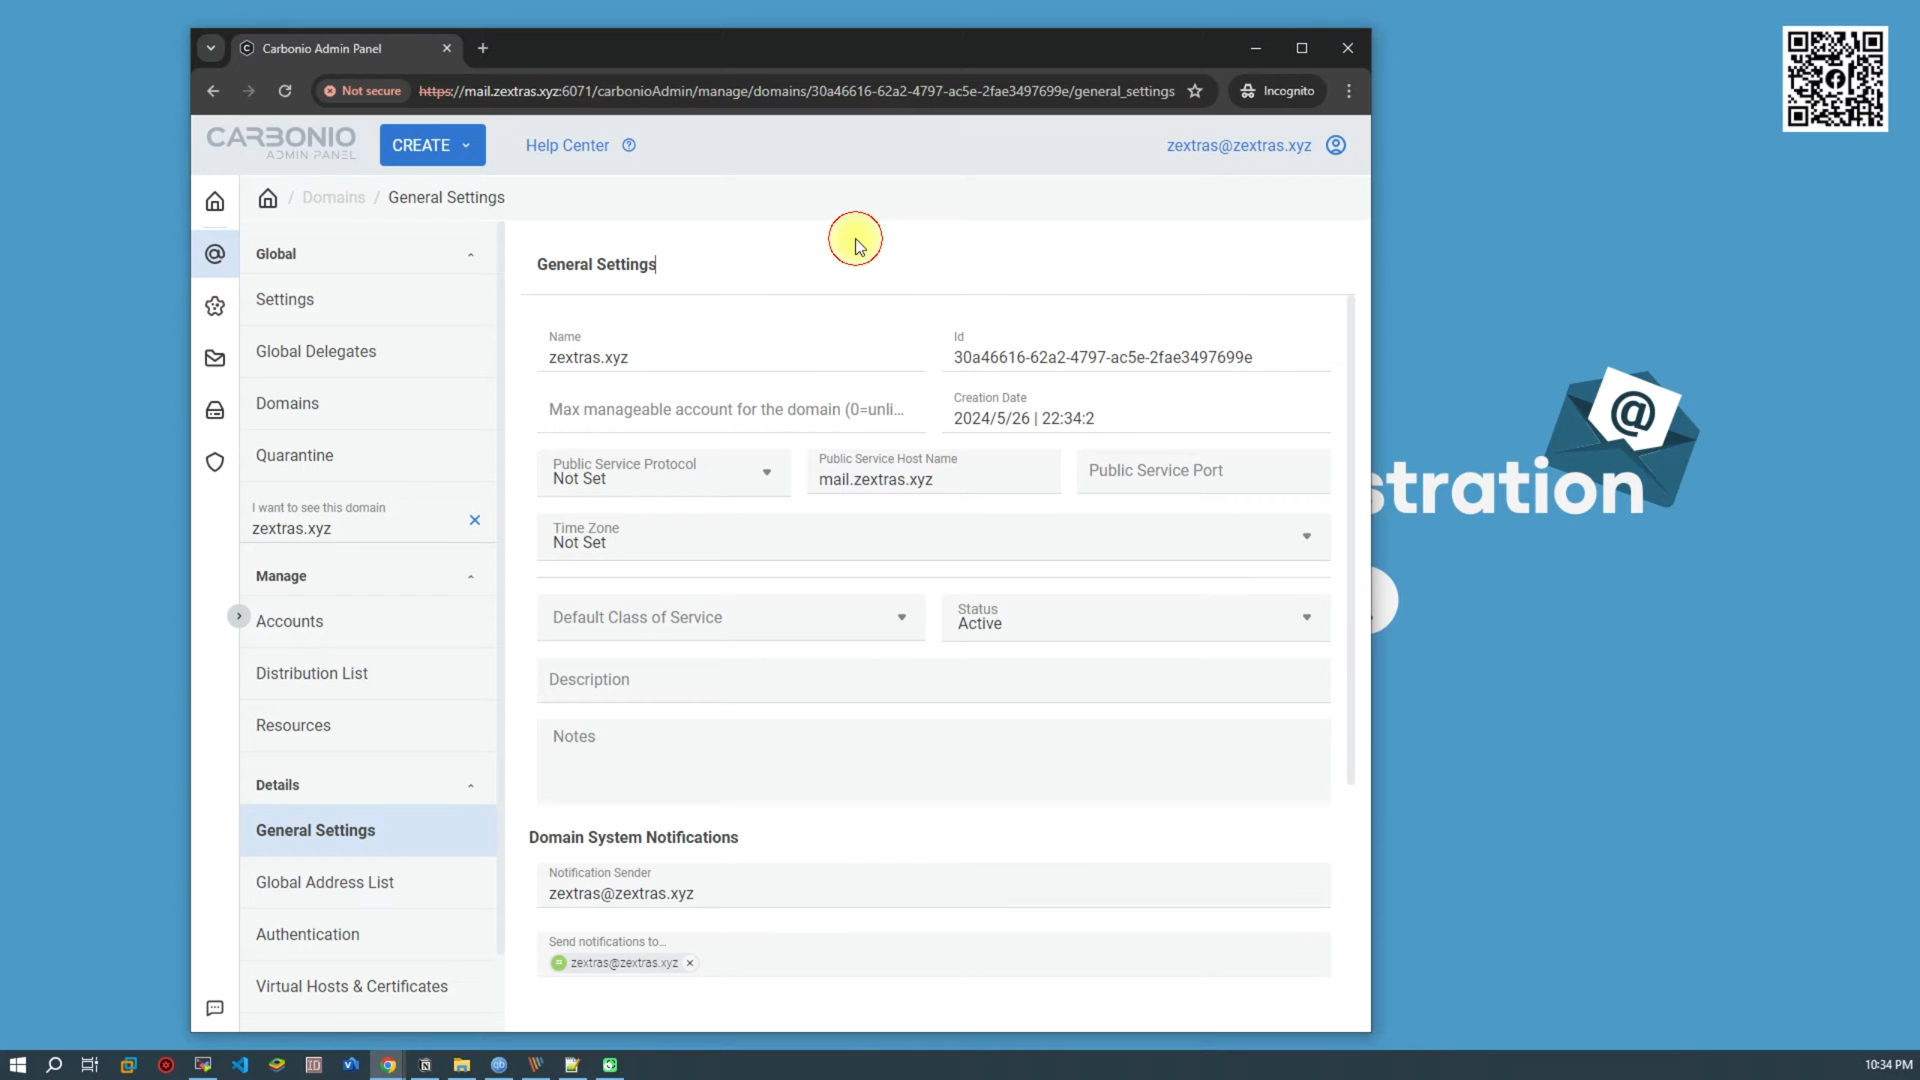 Carbonio Admin Panel
Not secure
https://mail.zextras.xyz:6071/carbonioAdmin/manage/domains/30a46616-62a2-4797-ac5e-2fae3497699e/general_settings
Incognito
CARBONIO
ADMIN PANEL
CREATE
Help Center
zextras@zextras.xyz
/ Domains / General Settings
Global
Settings
Global Delegates
Domains
Quarantine
I want to see this domain
zextras.xyz
Manage
Accounts
Distribution List
Resources
Details
General Settings
Global Address List
Authentication
Virtual Hosts & Certificates
General Settings
Name
zextras.xyz
Id
30a46616-62a2-4797-ac5e-2fae3497699e
Max manageable account for the domain (0=unli...
Creation Date
2024/5/26 | 22:34:2
Public Service Protocol
Not Set
Public Service Host Name
mail.zextras.xyz
Public Service Port
Time Zone
Not Set
Default Class of Service
Status
Active
Description
Notes
Domain System Notifications
Notification Sender
zextras@zextras.xyz
Send notifications to...
zextras@zextras.xyz
@
stration
10:34 PM